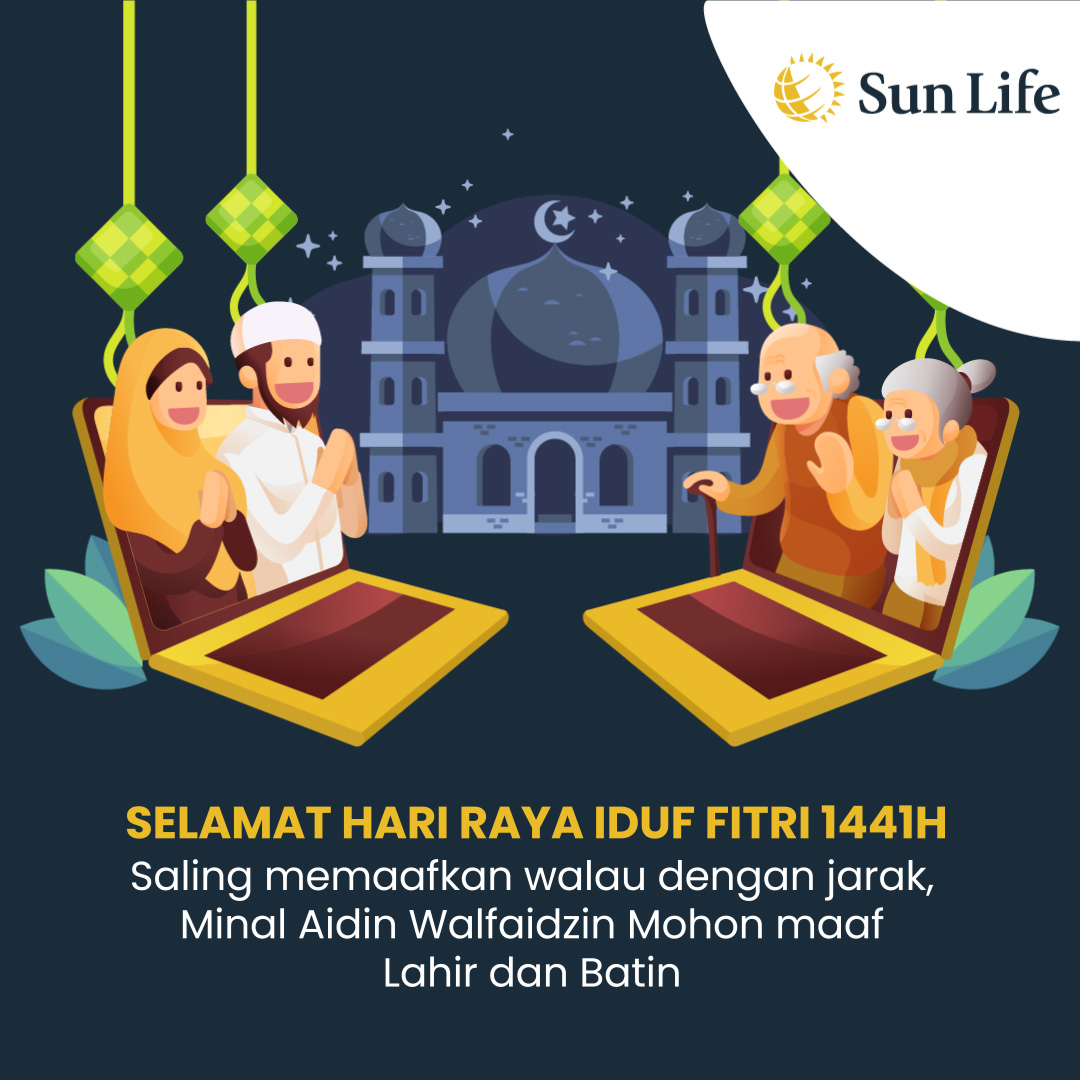 Sun Life
SELAMAT HARI RAYA IDUF FITRI 1441H
Saling memaafkan walau dengan jarak,
Minal Aidin Walfaidzin Mohon maaf
Lahir dan Batin